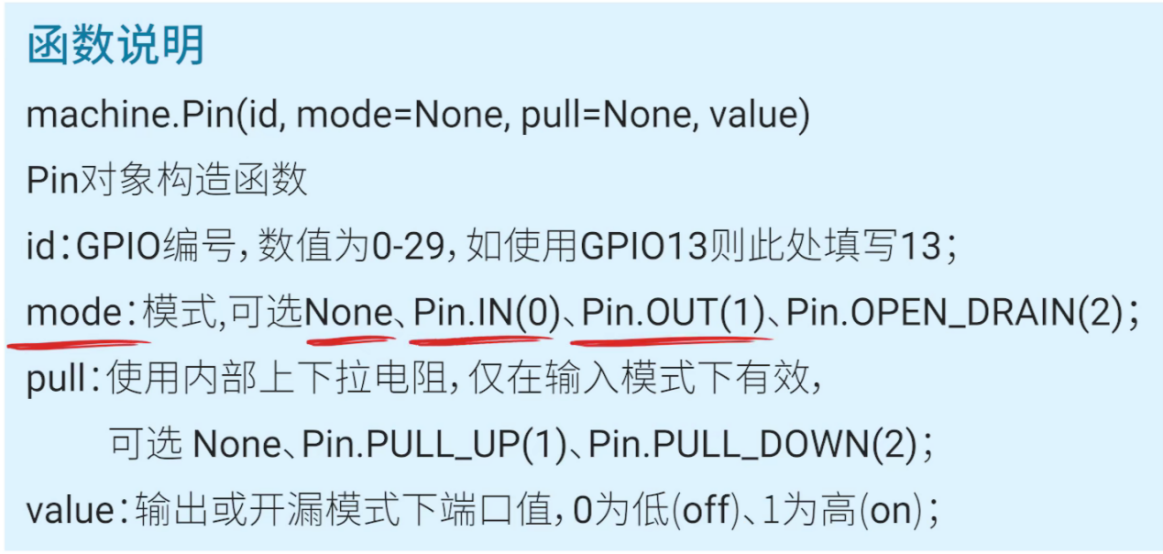 函数说明
machine.Pin(id, mode=None, pull=None, value)
Pin对象构造函数
id:GPIO编号,数值为0-29,如使用GPIO13则此处填写13;
mode:模式,可选None、Pin.IN(0)、Pin.OUT(1)、Pin.OPEN_DRAIN(2);
pull:使用内部上下拉电阻,仅在输入模式下有效,
可选 None、Pin.PULL_UP(1)、Pin.PULL_DOWN(2);
value:输出或开漏模式下端口值,0为低(off)、1为高(on);